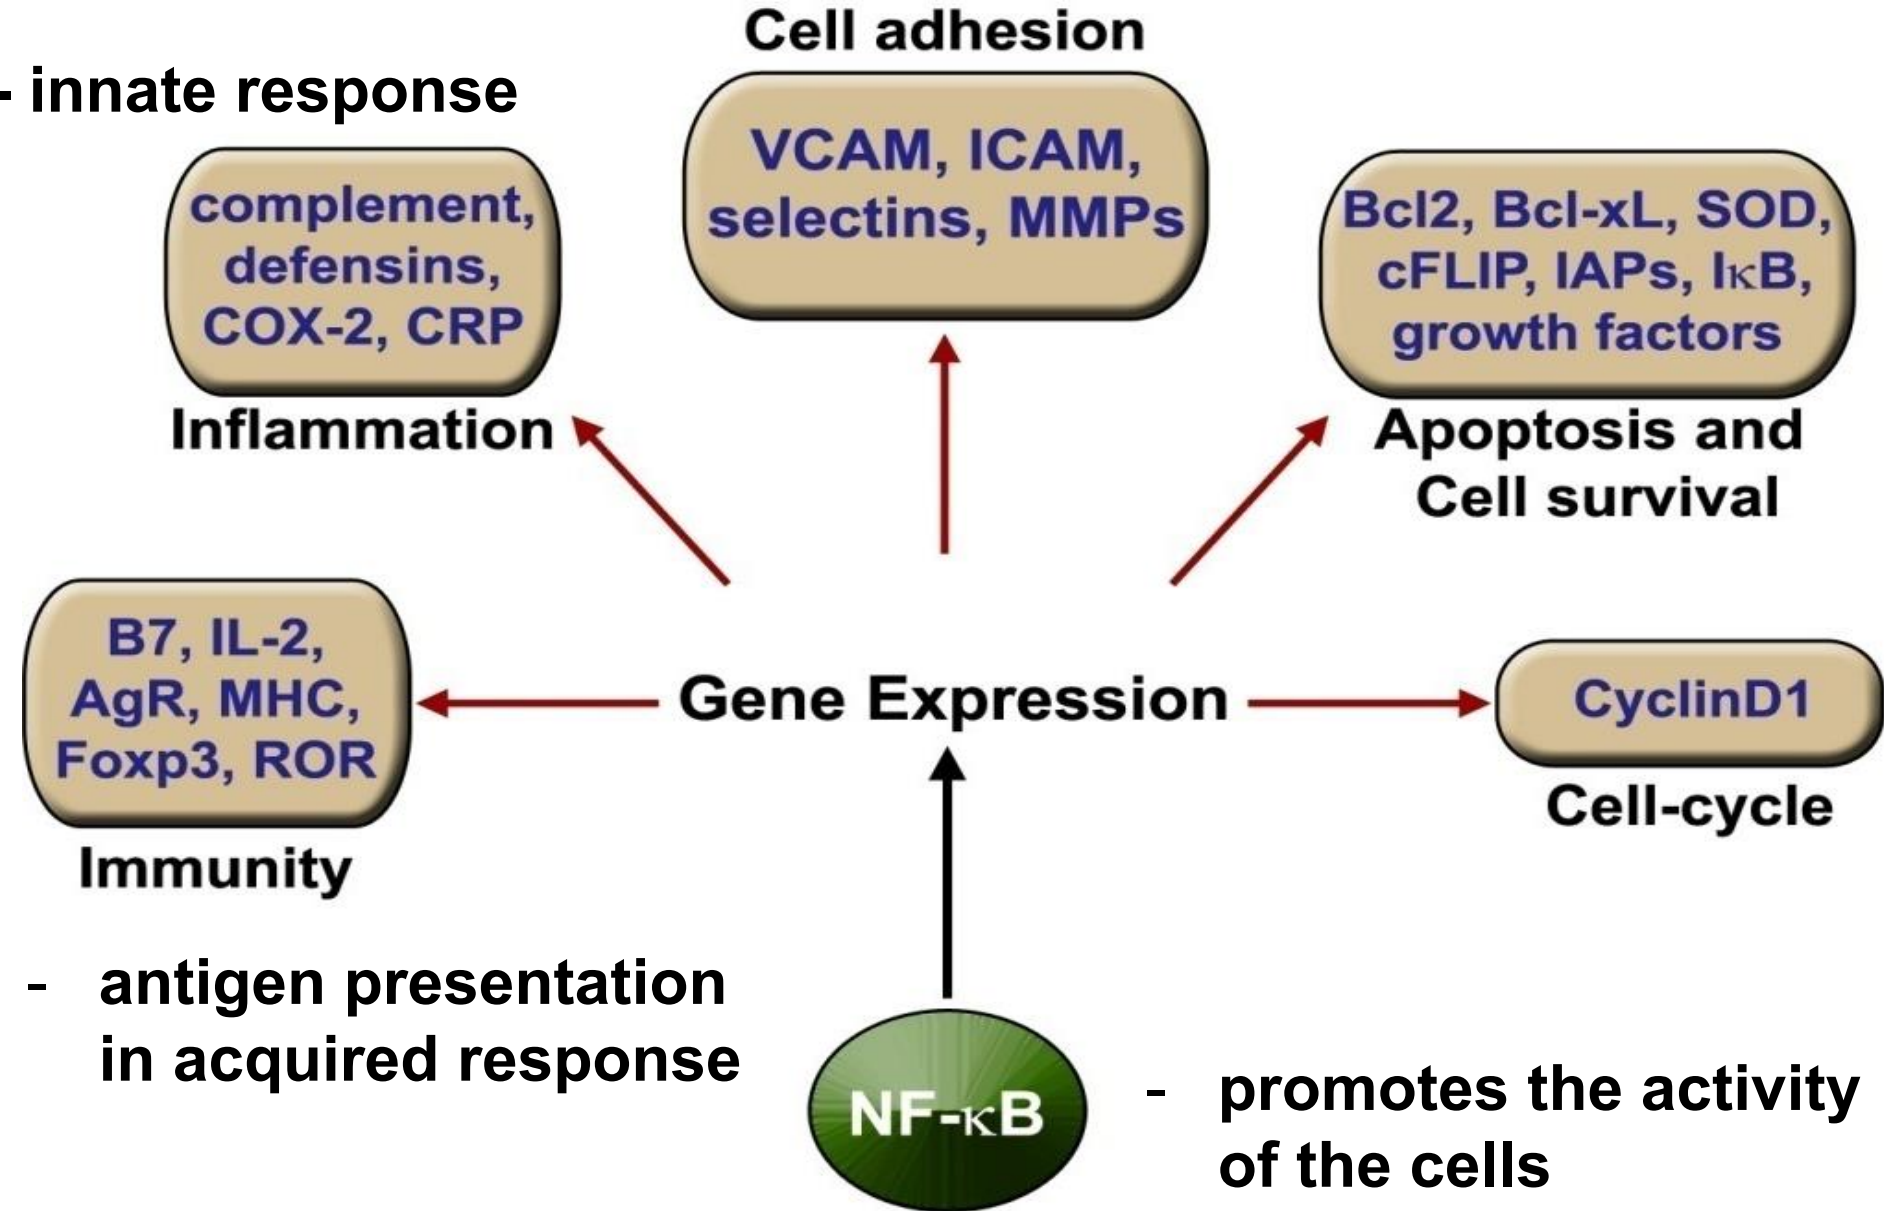 Cell adhesion
- innate response
VCAM, ICAM,
selectins, MMPs
complement,
defensins,
COX-2, CRP
Inflammation
Bcl2, Bcl-xL, SOD,
cFLIP, IAPs, IκB,
growth factors
Apoptosis and
Cell survival
B7, IL-2,
AgR, MHC,
Foxp3, ROR
Immunity
Gene Expression
CyclinD1
Cell-cycle
- antigen presentation
in acquired response
NF-κB
- promotes the activity
of the cells